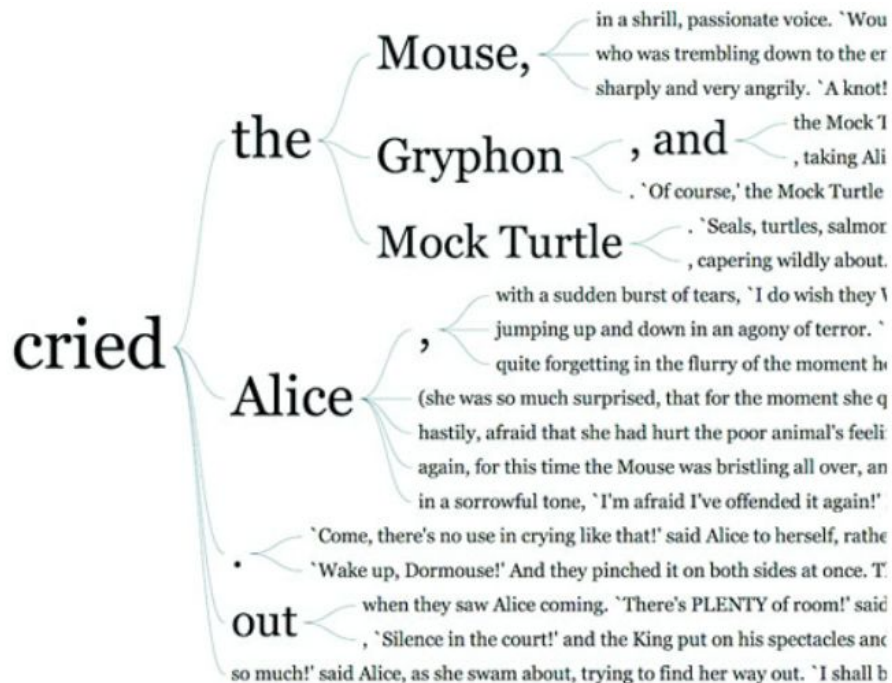 cried
the
Mouse,
in a shrill, passionate voice. `Wou
who was trembling down to the er
sharply and very angrily. `A knot!
Gryphon
, and
the Mock T
, taking Ali
. `Of course,' the Mock Turtle
Mock Turtle
. `Seals, turtles, salmon
, capering wildly about.
Alice
,
with a sudden burst of tears, `I do wish they
jumping up and down in an agony of terror. `
quite forgetting in the flurry of the moment he
(she was so much surprised, that for the moment she q
hastily, afraid that she had hurt the poor animal's feeli
again, for this time the Mouse was bristling all over, an
in a sorrowful tone, `I'm afraid I've offended it again!'
.
`Come, there's no use in crying like that!' said Alice to herself, rathe
`Wake up, Dormouse!' And they pinched it on both sides at once. T
out
when they saw Alice coming. `There's PLENTY of room!' said
, `Silence in the court!' and the King put on his spectacles and
so much!' said Alice, as she swam about, trying to find her way out. `I shall b